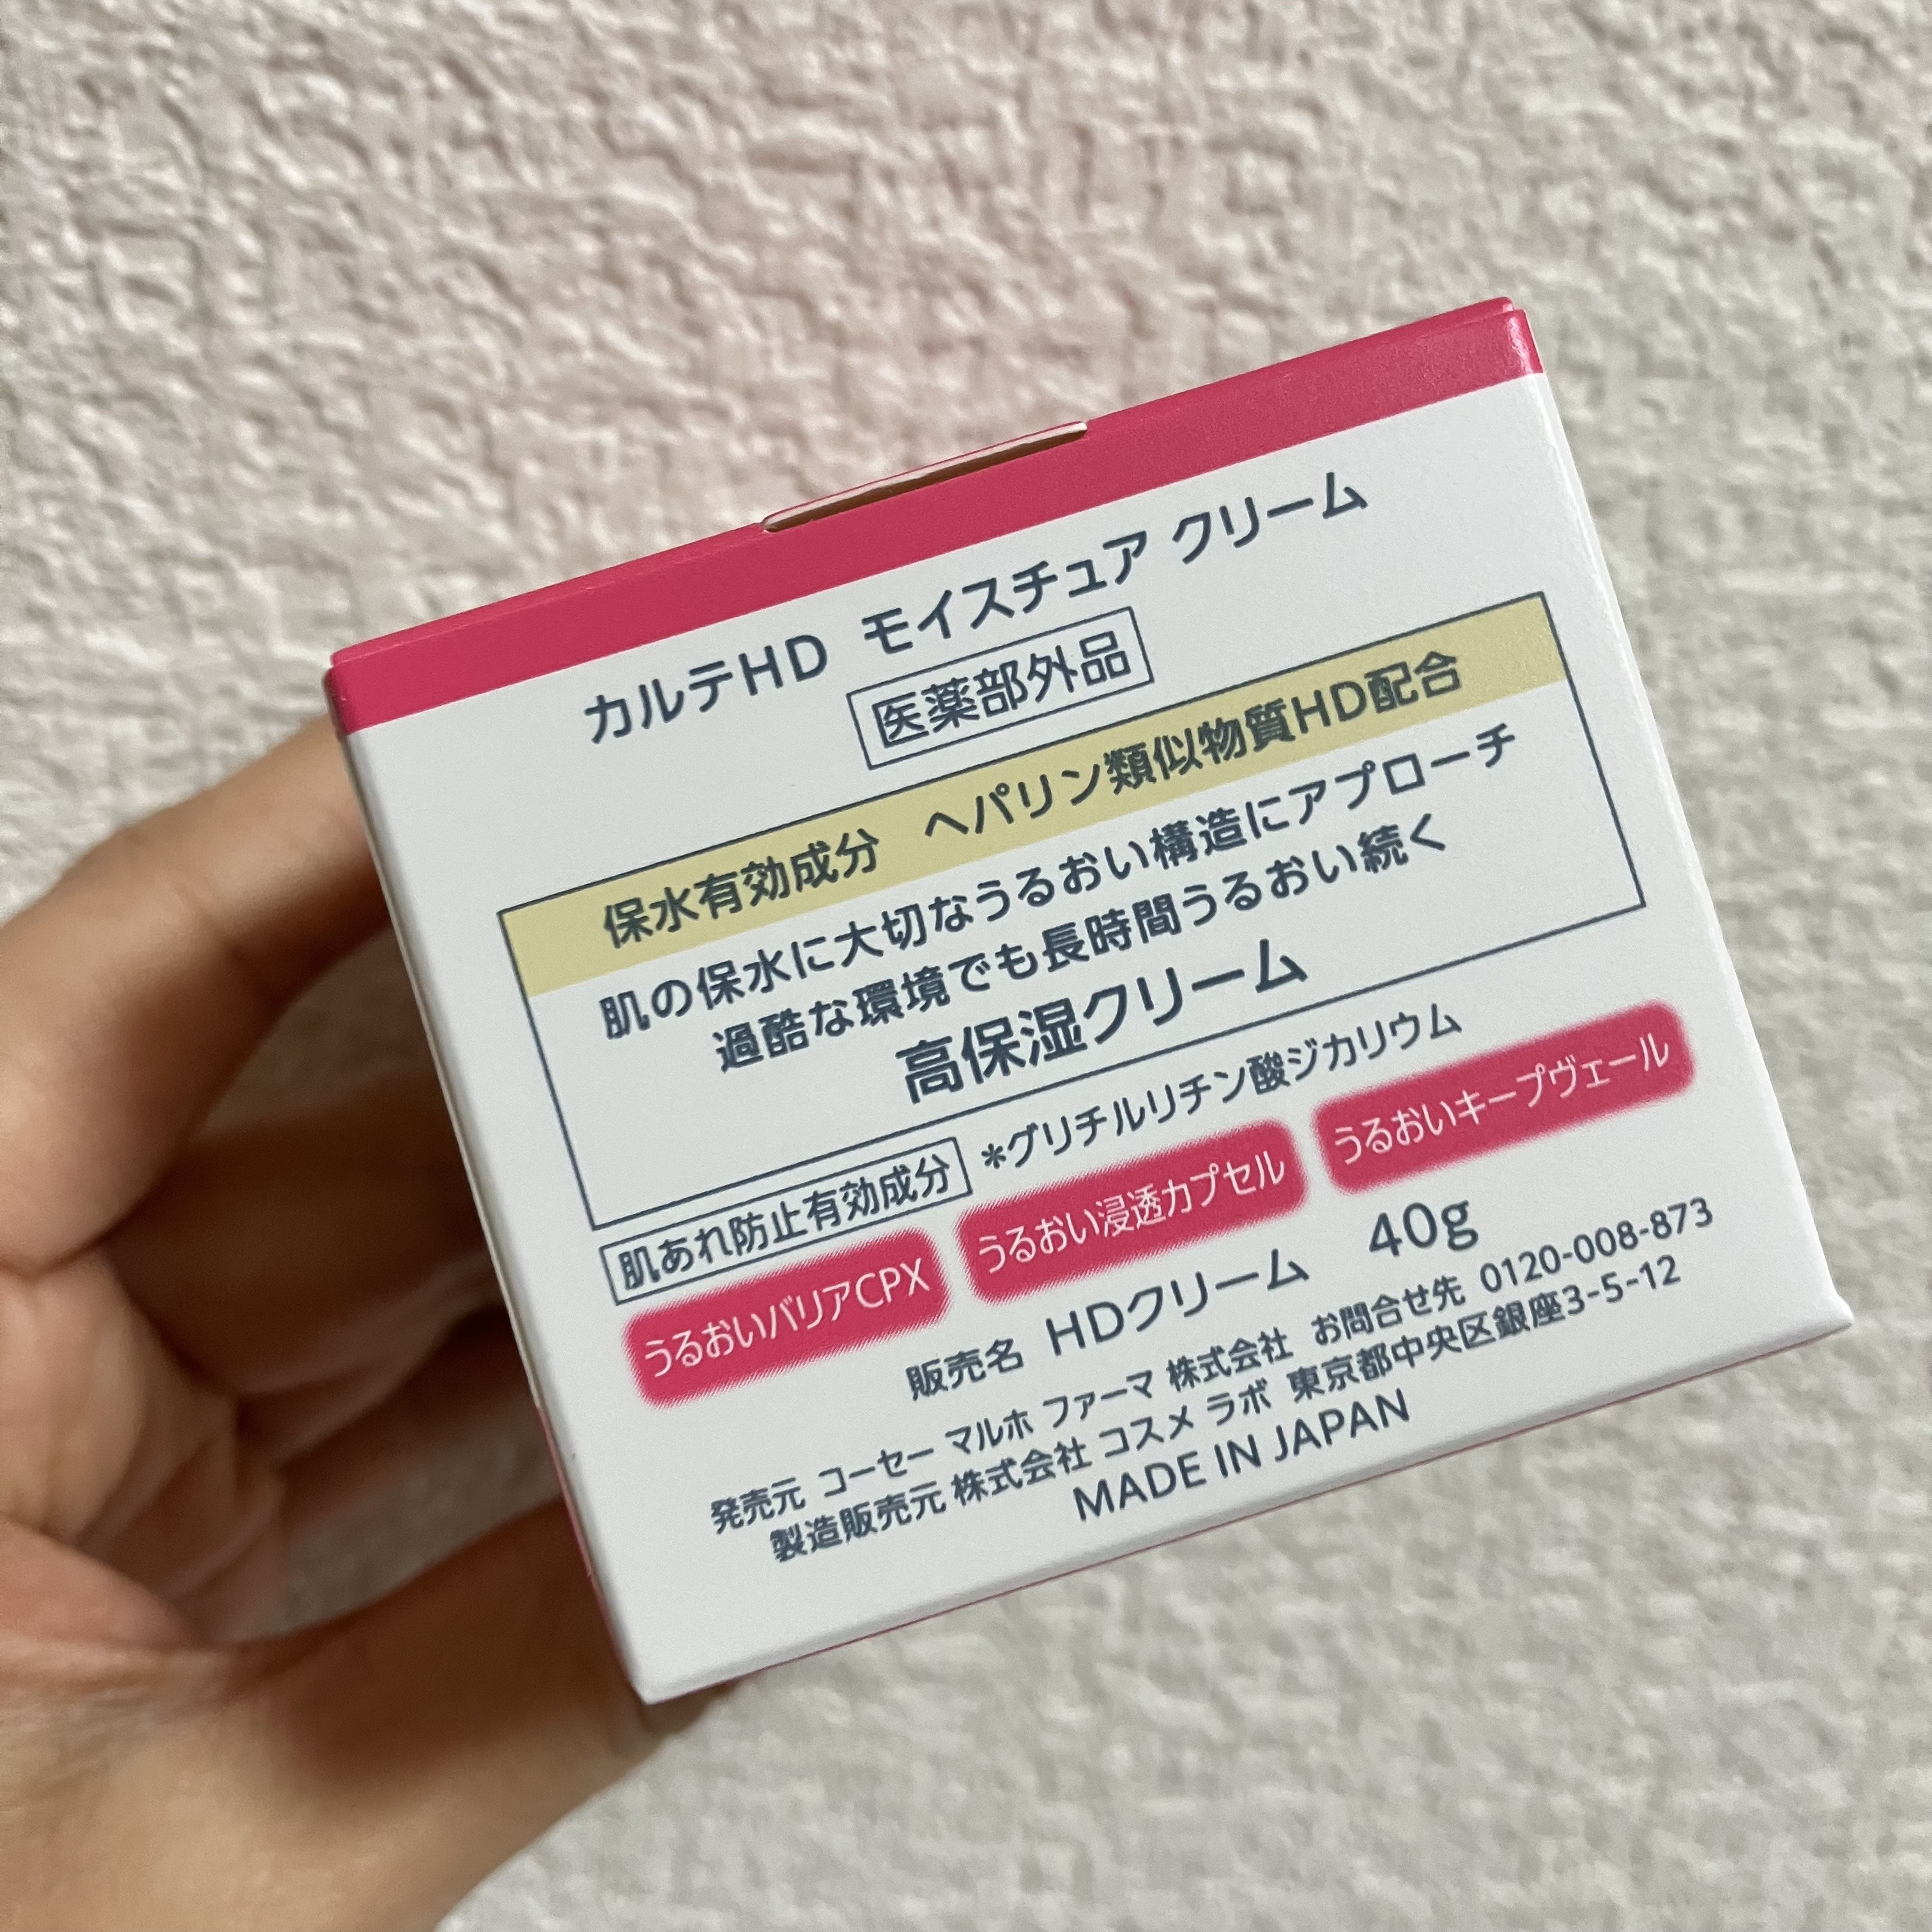 カルテHD モイスチュア クリーム
医薬部外品
保水有効成分 ヘパリン類似物質HD配合
肌の保水に大切なうるおい構造にアプローチ
過酷な環境でも長時間うるおい続く
高保湿クリーム
肌あれ防止有効成分 *グリチルリチン酸ジカリウム
うるおいバリアCPX うるおい浸透カプセル うるおいキープヴェール
販売名 HDクリーム 40g
発売元 コーセー マルホ ファーマ 株式会社 お問合せ先 0120-008-873
製造販売元 株式会社 コスメ ラボ 東京都中央区銀座3-5-12
MADE IN JAPAN